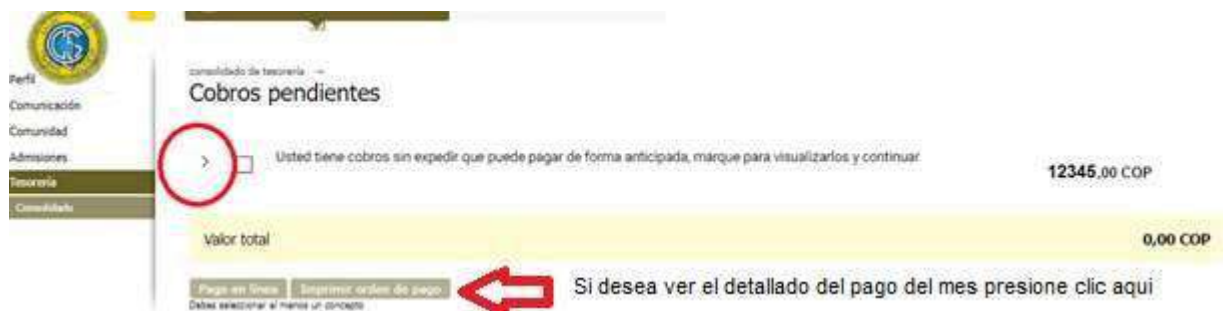 Perfil
Comunicación
Comunidad
Admisiones
Tesorería
Consolidado
consolidado de tesorería
Cobros pendientes
Usted tiene cobros sin expedir que puede pagar de forma anticipada, marque para visualizarlos y continuar.
12345,00 COP
Valor total
0,00 COP
Pago en línea
Imprimir orden de pago
Debes seleccionar al menos un concepto
Si desea ver el detallado del pago del mes presione clic aqui